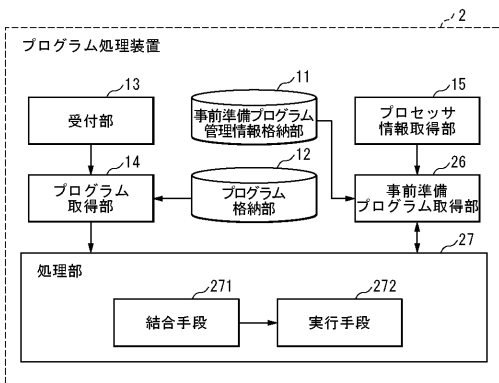 2
プログラム処理装置
13
受付部
11
事前準備プログラム
管理情報格納部
15
プロセッサ
情報取得部
14
プログラム
取得部
12
プログラム
格納部
26
事前準備
プログラム取得部
27
処理部
271
結合手段
272
実行手段